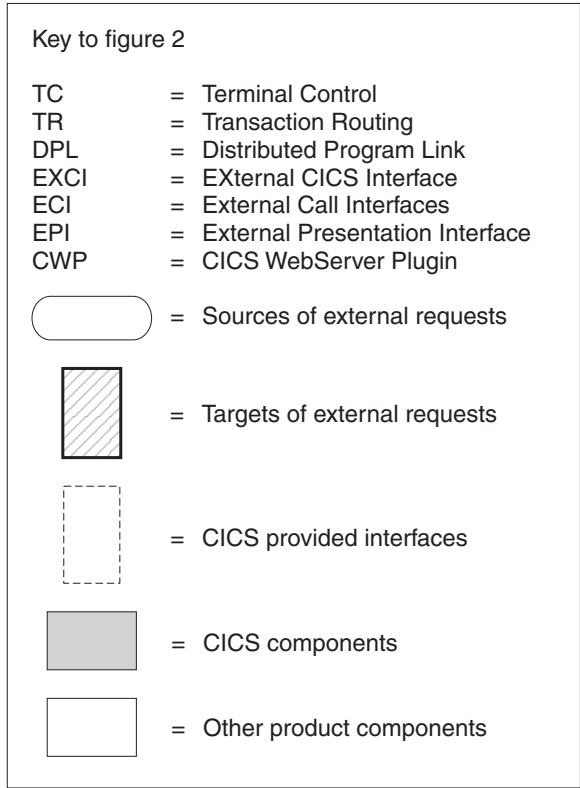 Key to figure 2
TC = Terminal Control
TR = Transaction Routing
DPL = Distributed Program Link
EXCI = EXternal CICS Interface
ECI = External Call Interfaces
EPI = External Presentation Interface
CWP = CICS WebServer Plugin
= Sources of external requests
= Targets of external requests
= CICS provided interfaces
= CICS components
= Other product components